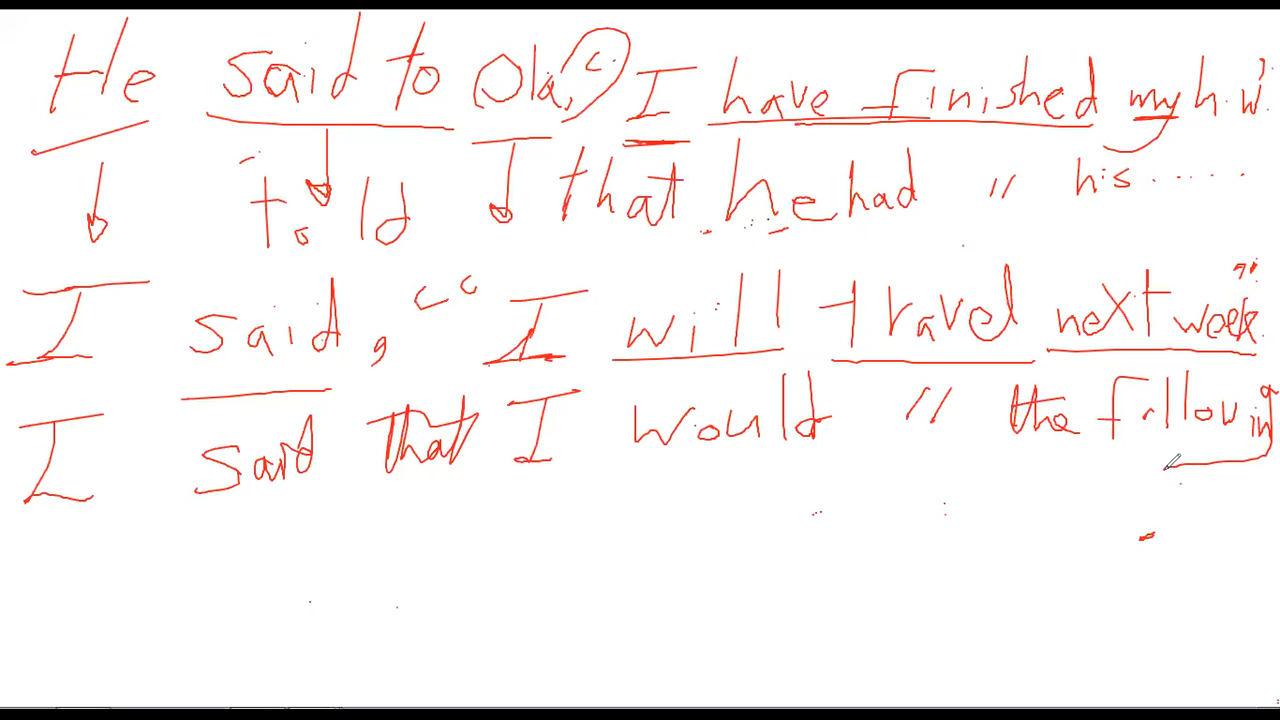 He said to Ola, " I have finished my h.w."
told that he had " his ......
I said, " I will travel next week."
I said that I would " the following